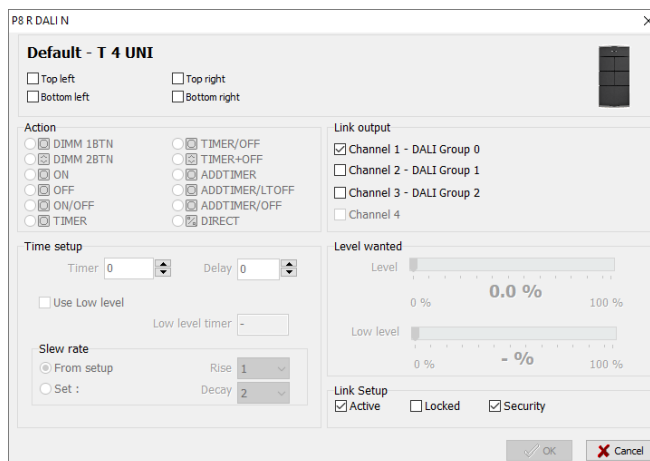 P8 R DALI N
Default - T 4 UNI
Top left
Top right
Bottom left
Bottom right
Action
DIMM 1BTN
TIMER/OFF
DIMM 2BTN
TIMER+OFF
ON
ADDTIMER
OFF
ADDTIMER/LTOFF
ON/OFF
ADDTIMER/OFF
TIMER
DIRECT
Link output
Channel 1 - DALI Group 0
Channel 2 - DALI Group 1
Channel 3 - DALI Group 2
Channel 4
Time setup
Timer 0
Delay 0
Use Low level
Low level timer -
Slew rate
From setup
Rise 1
Set :
Decay 2
Level wanted
Level
0.0 %
0 %
100 %
Low level
- %
0 %
100 %
Link Setup
Active
Locked
Security
OK
Cancel